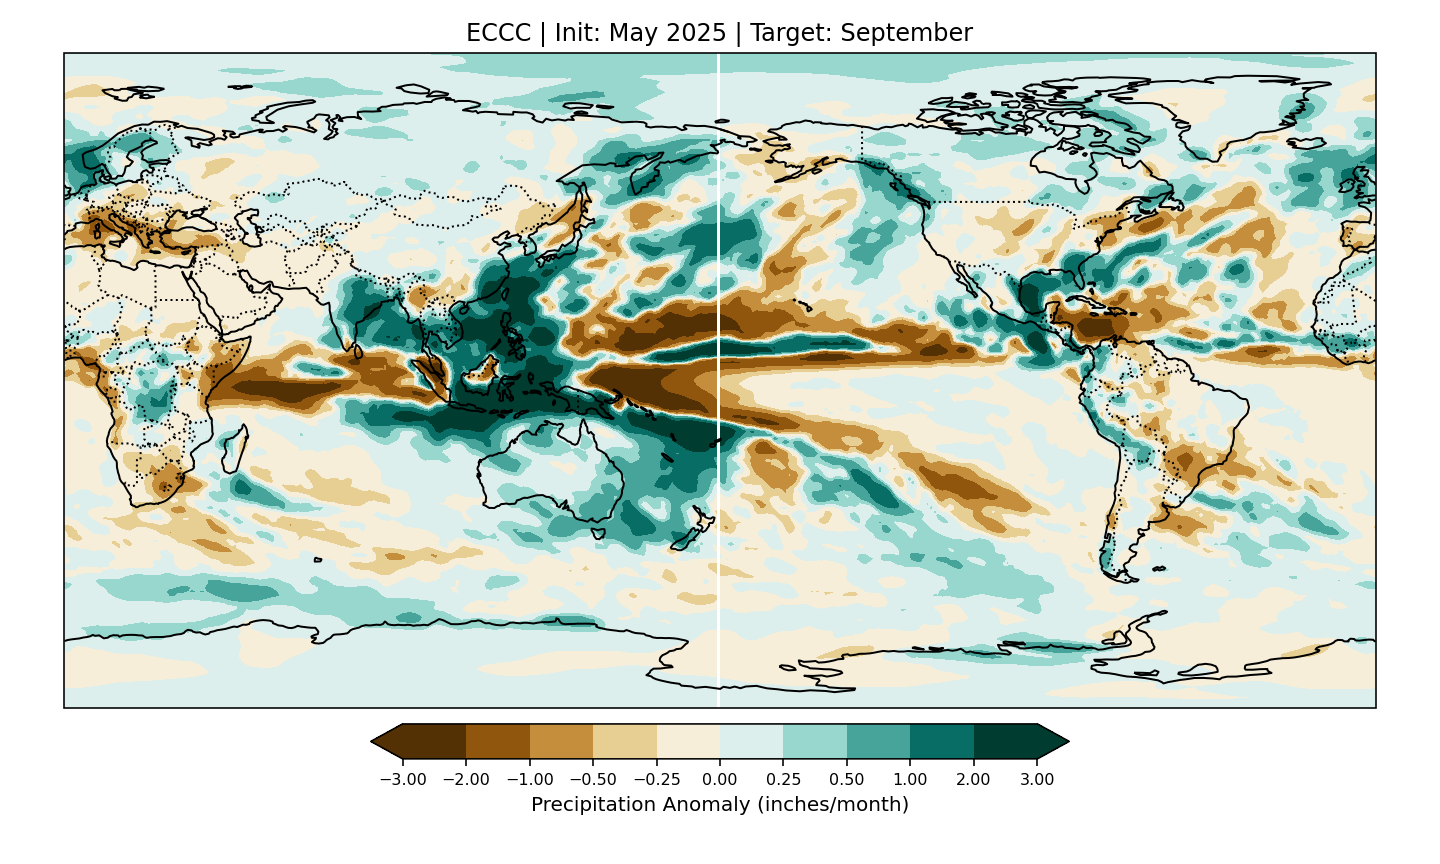 ECCC | Init: May 2025 | Target: September
−3.00 −2.00 −1.00 −0.50 −0.25 0.00 0.25 0.50 1.00 2.00 3.00
Precipitation Anomaly (inches/month)